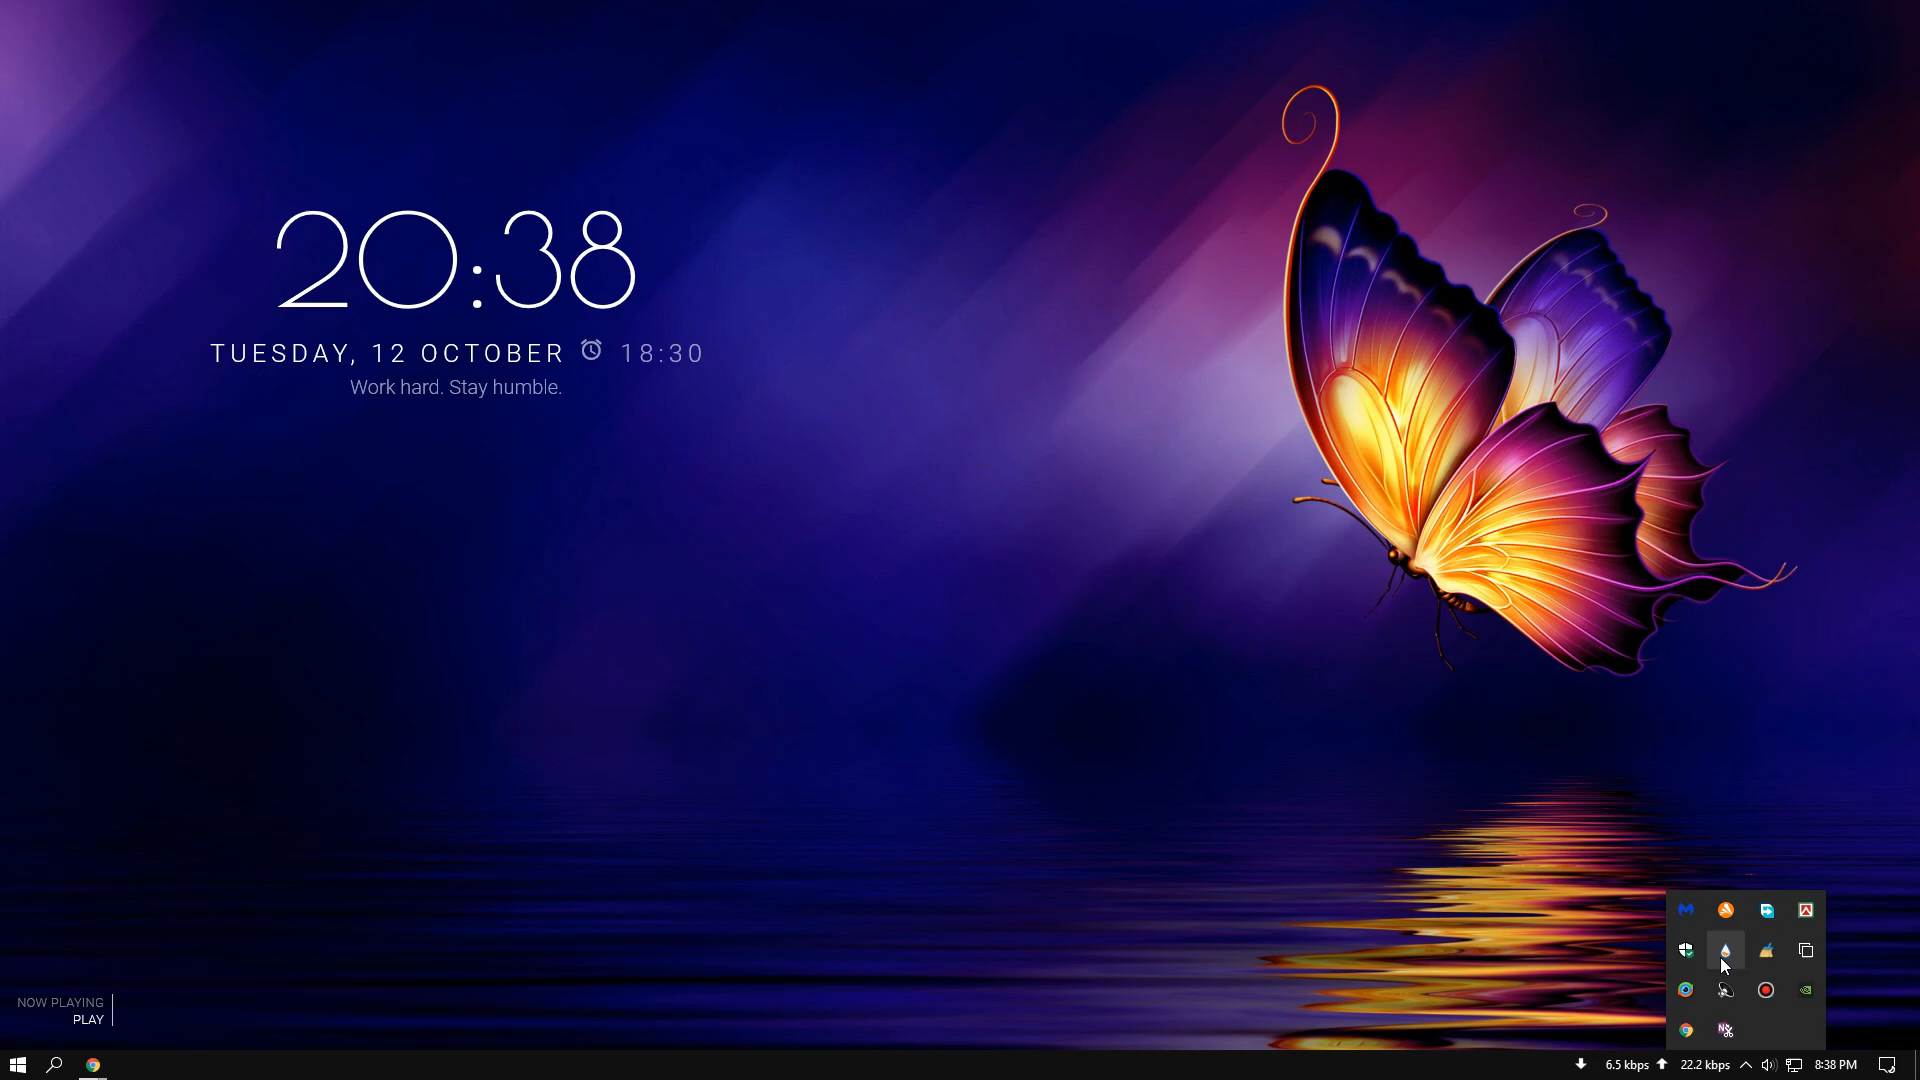 20:38
TUESDAY, 12 OCTOBER 18:30
Work hard. Stay humble.
NOW PLAYING
PLAY
6.5 kbps 22.2 kbps 8:38 PM